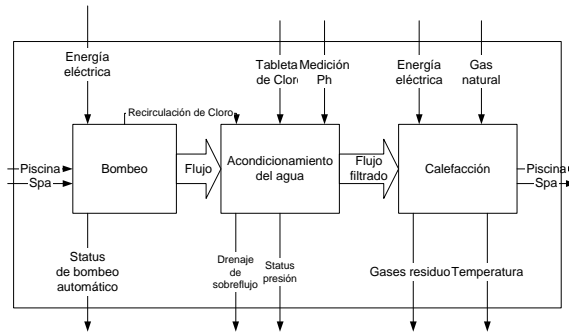 Energía
eléctrica
Tableta
de Cloro
Medición
Ph
Energía
eléctrica
Gas
natural
Recirculación de Cloro
Piscina
Spa
Bombeo
Flujo
Acondicionamiento
del agua
Flujo
filtrado
Calefacción
Piscina
Spa
Status
de bombeo
automático
Drenaje
de
sobreflujo
Status
presión
Gases residuo
Temperatura